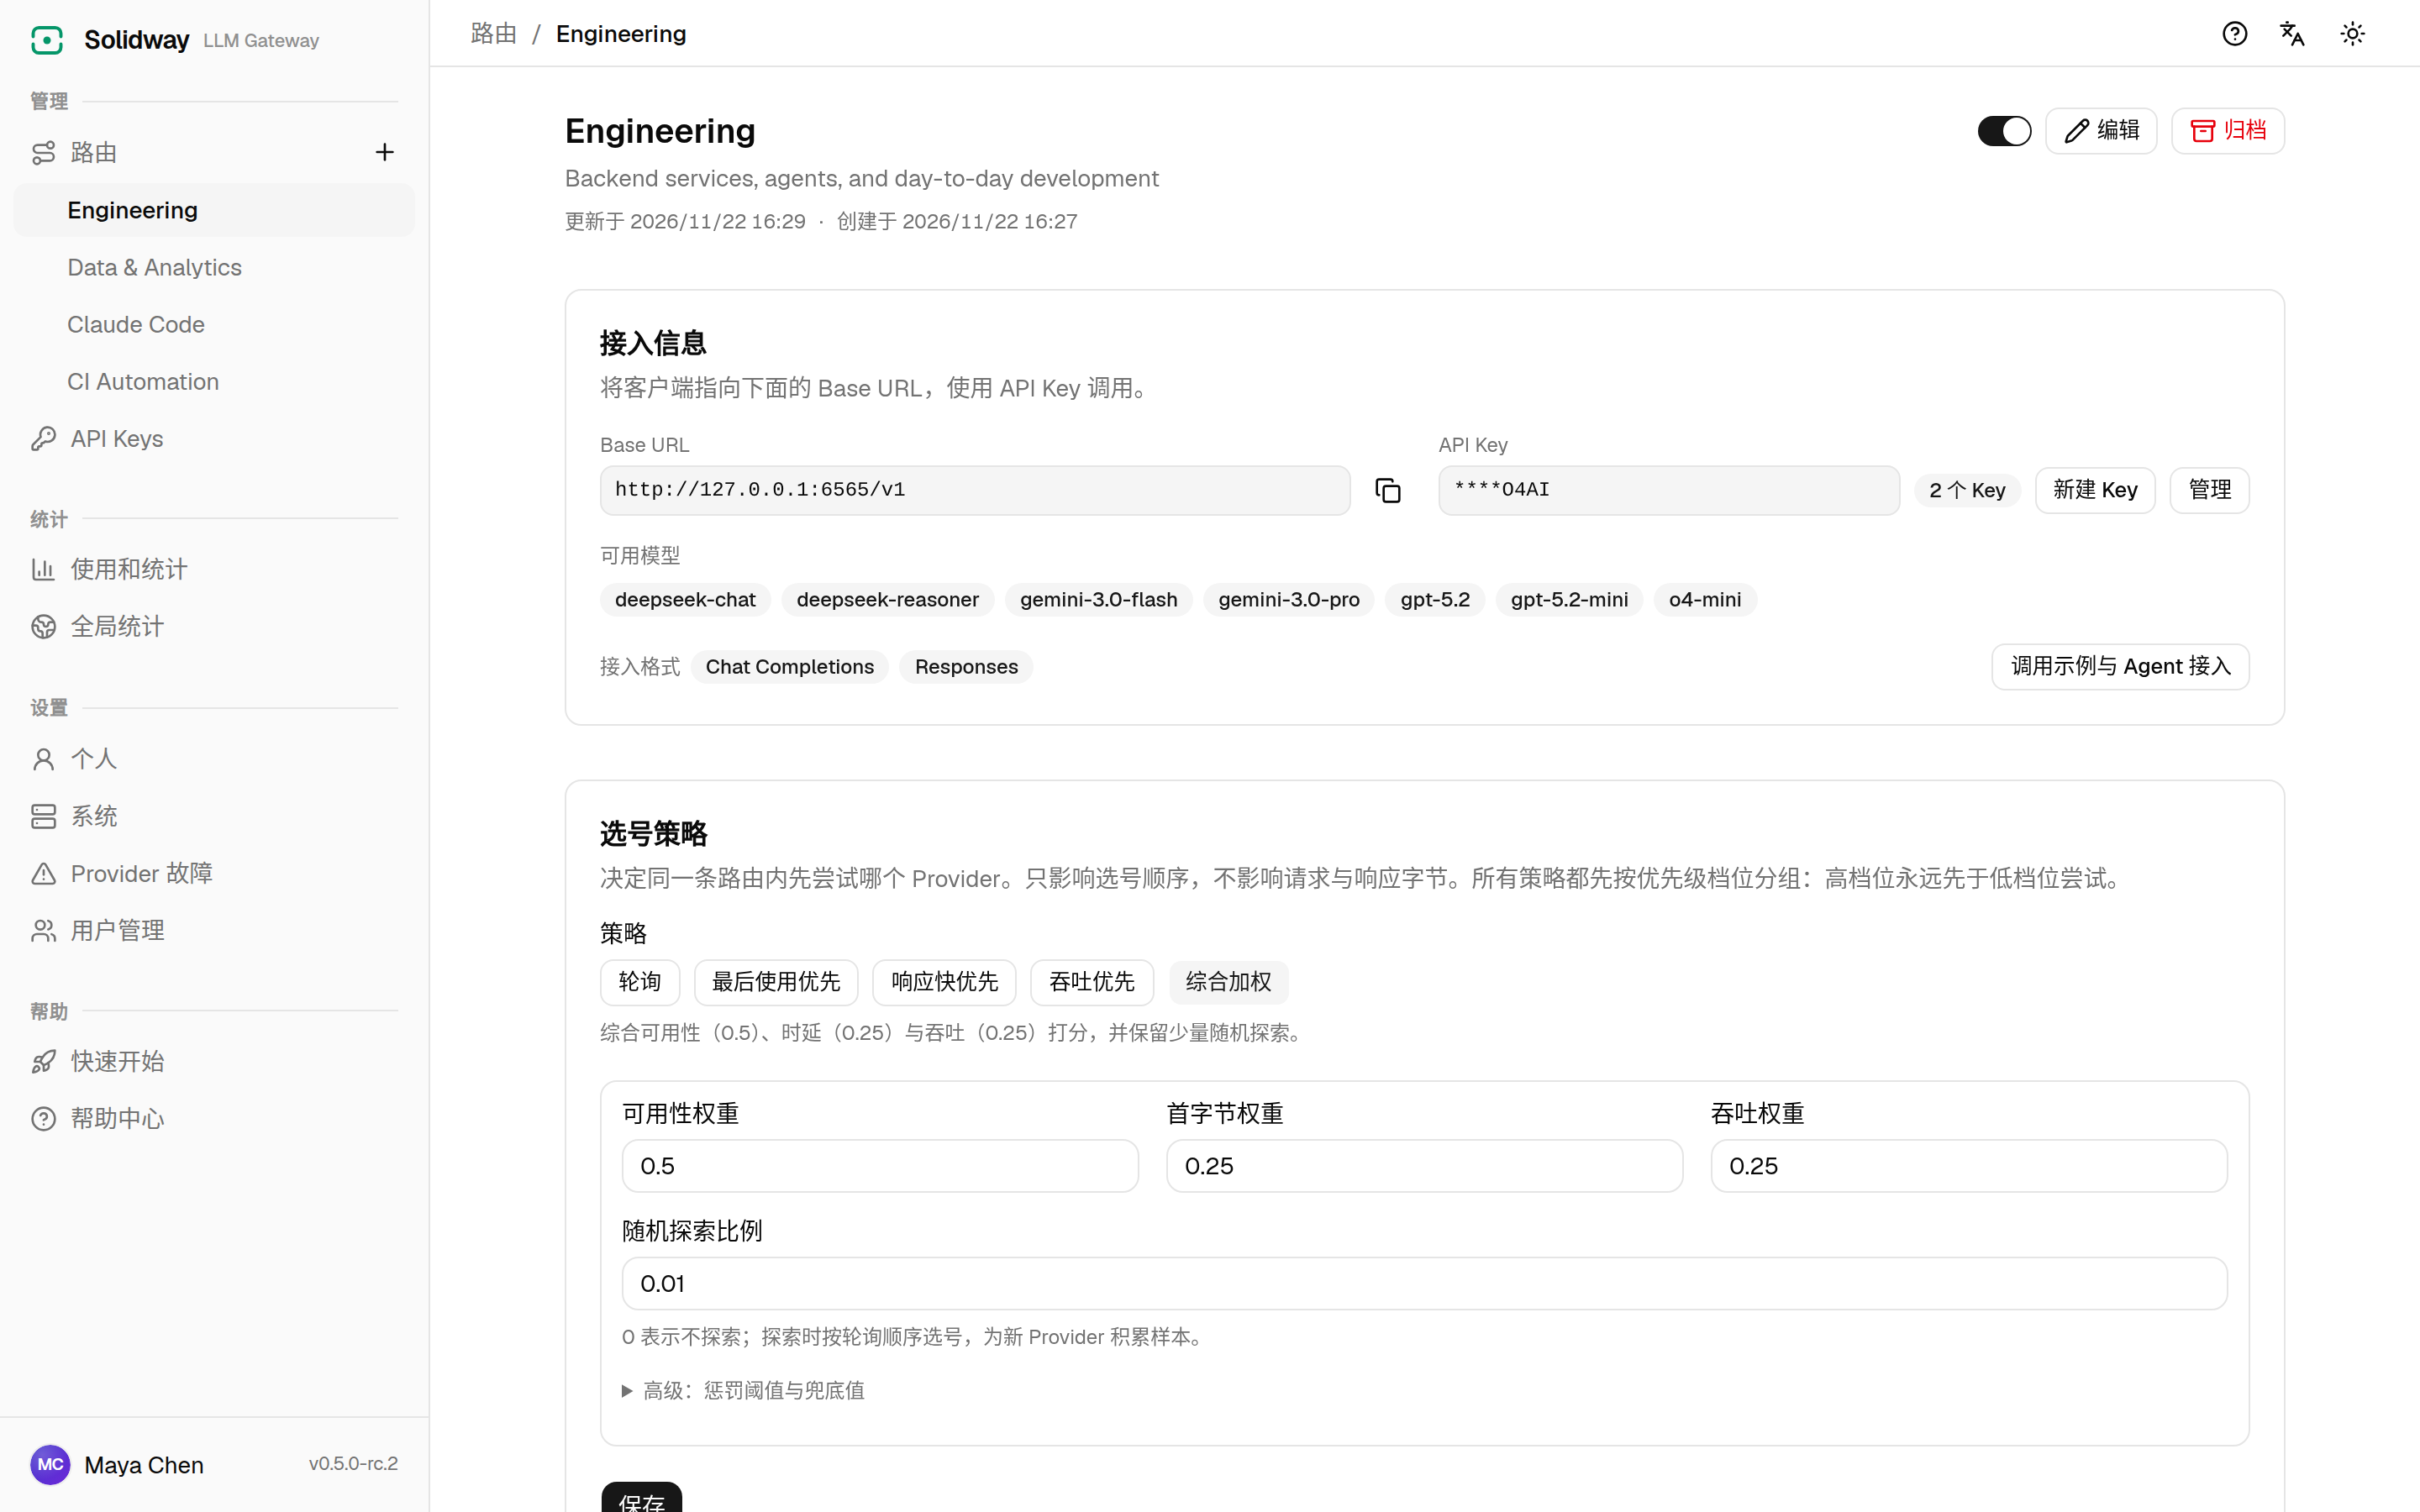 Solidway LLM Gateway
管理
路由
Engineering
Data & Analytics
Claude Code
CI Automation
API Keys
统计
使用和统计
全局统计
设置
个人
系统
Provider 故障
用户管理
帮助
快速开始
帮助中心
MC Maya Chen v0.5.0-rc.2
路由 / Engineering
Engineering
编辑
归档
Backend services, agents, and day-to-day development
更新于 2026/11/22 16:29 · 创建于 2026/11/22 16:27
接入信息
将客户端指向下面的 Base URL，使用 API Key 调用。
Base URL
http://127.0.0.1:6565/v1
API Key
****O4AI
2 个 Key
新建 Key
管理
可用模型
deepseek-chat deepseek-reasoner gemini-3.0-flash gemini-3.0-pro gpt-5.2 gpt-5.2-mini o4-mini
接入格式 Chat Completions Responses
调用示例与 Agent 接入
选号策略
决定同一条路由内先尝试哪个 Provider。只影响选号顺序，不影响请求与响应字节。所有策略都先按优先级档位分组：高档位永远先于低档位尝试。
策略
轮询 最后使用优先 响应快优先 吞吐优先 综合加权
综合可用性（0.5）、时延（0.25）与吞吐（0.25）打分，并保留少量随机探索。
可用性权重 首字节权重 吞吐权重
0.5 0.25 0.25
随机探索比例
0.01
0 表示不探索；探索时按轮询顺序选号，为新 Provider 积累样本。
高级：惩罚阈值与兜底值
保存